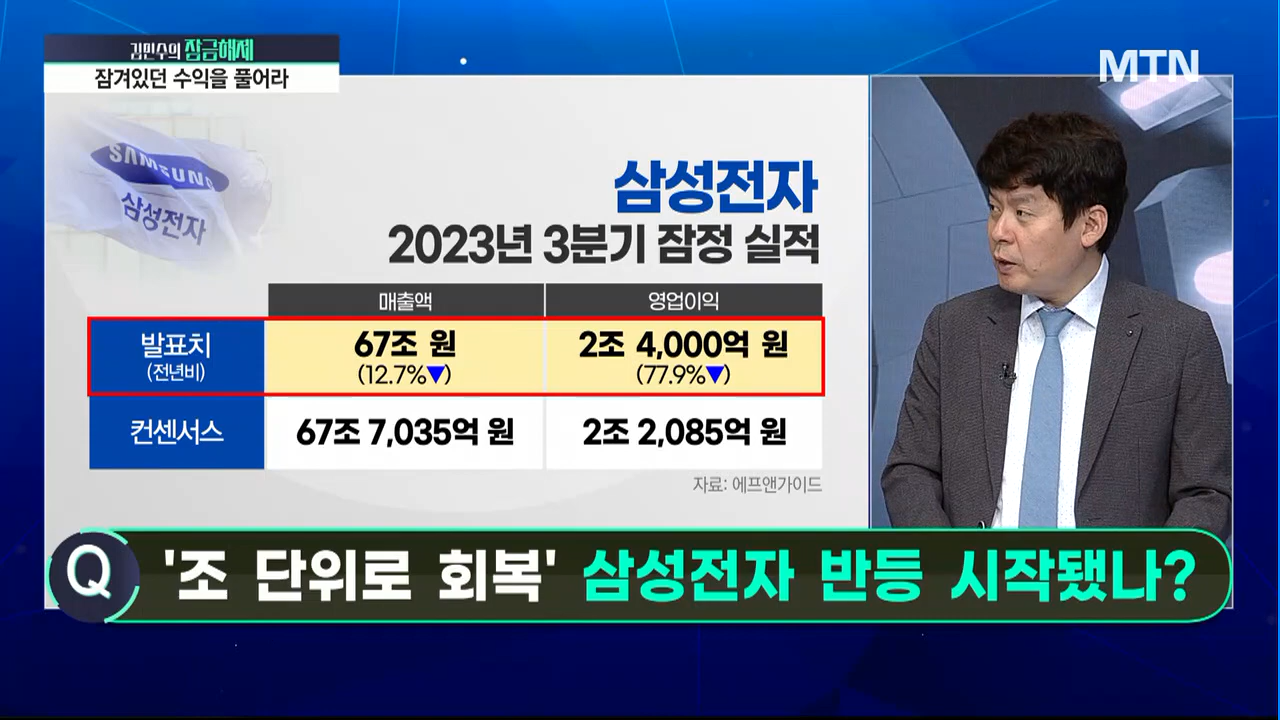 김민수의 잠금해제
잠겨있던 수익을 풀어라
MTN
SAMSUNG
삼성전자
삼성전자
2023년 3분기 잠정 실적
매출액 영업이익
발표치 67조 원 2조 4,000억 원
(전년비) (12.7%▼) (77.9%▼)
컨센서스 67조 7,035억 원 2조 2,085억 원
자료: 에프앤가이드
Q '조 단위로 회복' 삼성전자 반등 시작됐나?